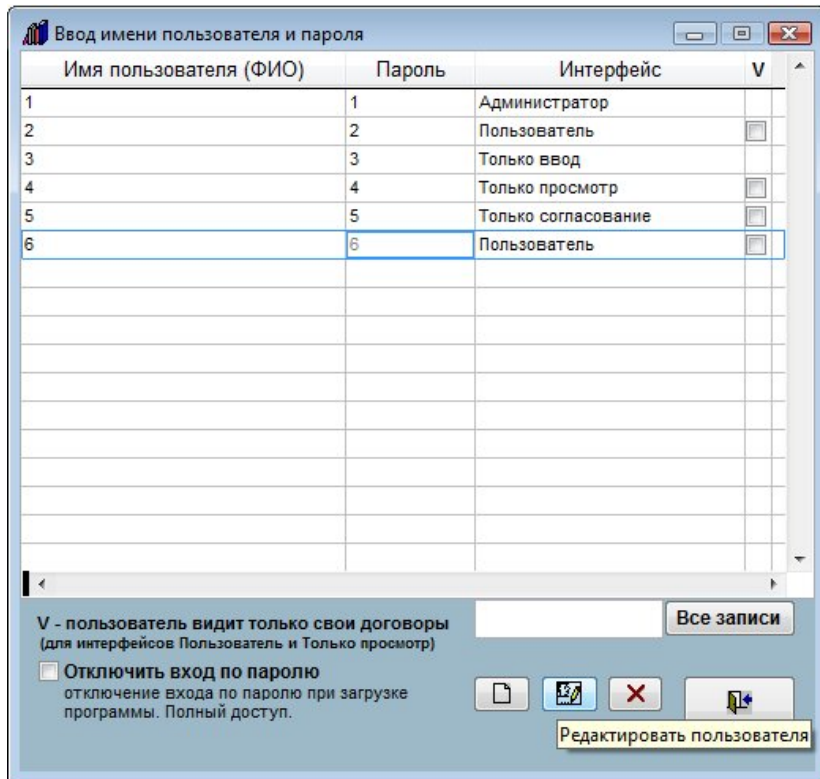 Ввод имени пользователя и пароля
Имя пользователя (ФИО) Пароль Интерфейс V
1 1 Администратор
2 2 Пользователь
3 3 Только ввод
4 4 Только просмотр
5 5 Только согласование
6 6 Пользователь
V - пользователь видит только свои договоры
(для интерфейсов Пользователь и Только просмотр)
Все записи
Отключить вход по паролю
отключение входа по паролю при загрузке
программы. Полный доступ.
Редактировать пользователя